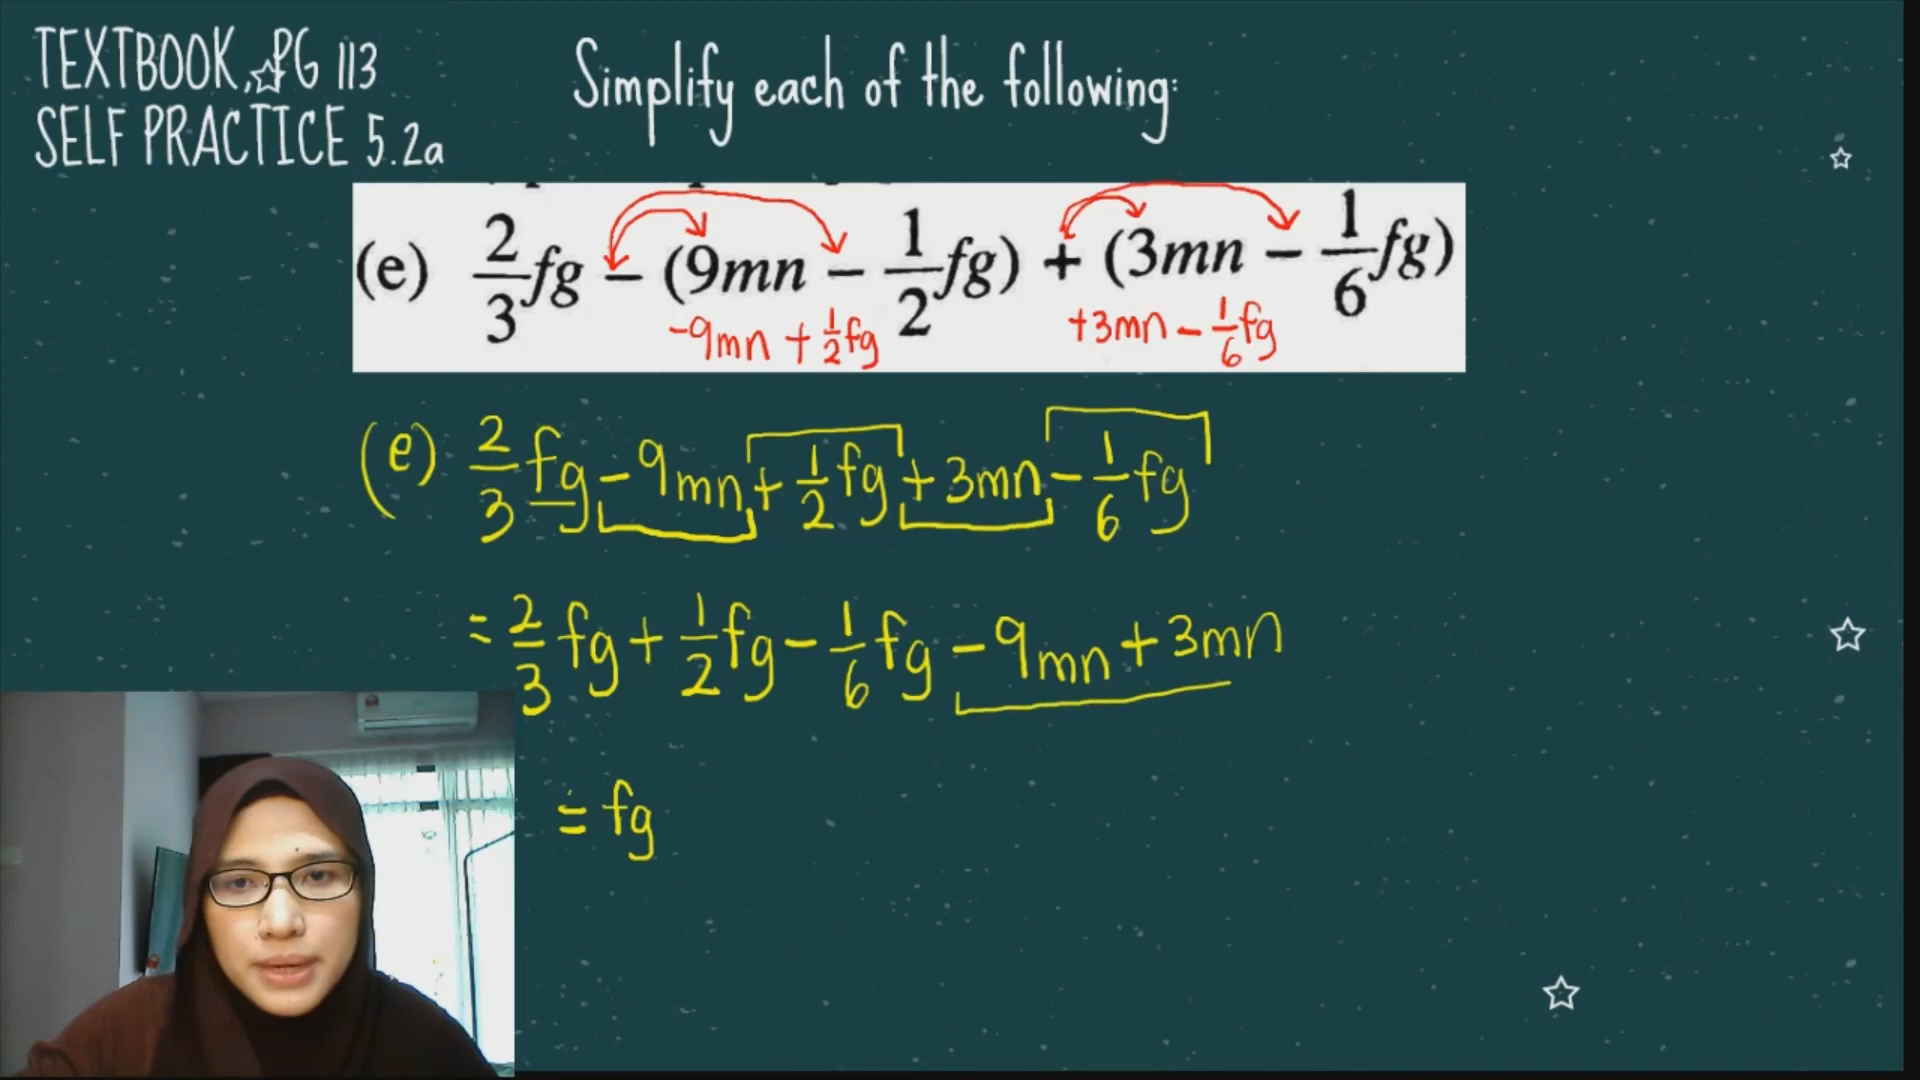 TEXTBOOK, PG 113
SELF PRACTICE 5.2a
Simplify each of the following:
(e) 2/3 fg − (9mn − 1/2 fg) + (3mn − 1/6 fg)
-9mn + 1/2 fg
+3mn - 1/6 fg
(e) 2/3 fg - 9mn + 1/2 fg + 3mn - 1/6 fg
= 2/3 fg + 1/2 fg - 1/6 fg - 9mn + 3mn
= fg